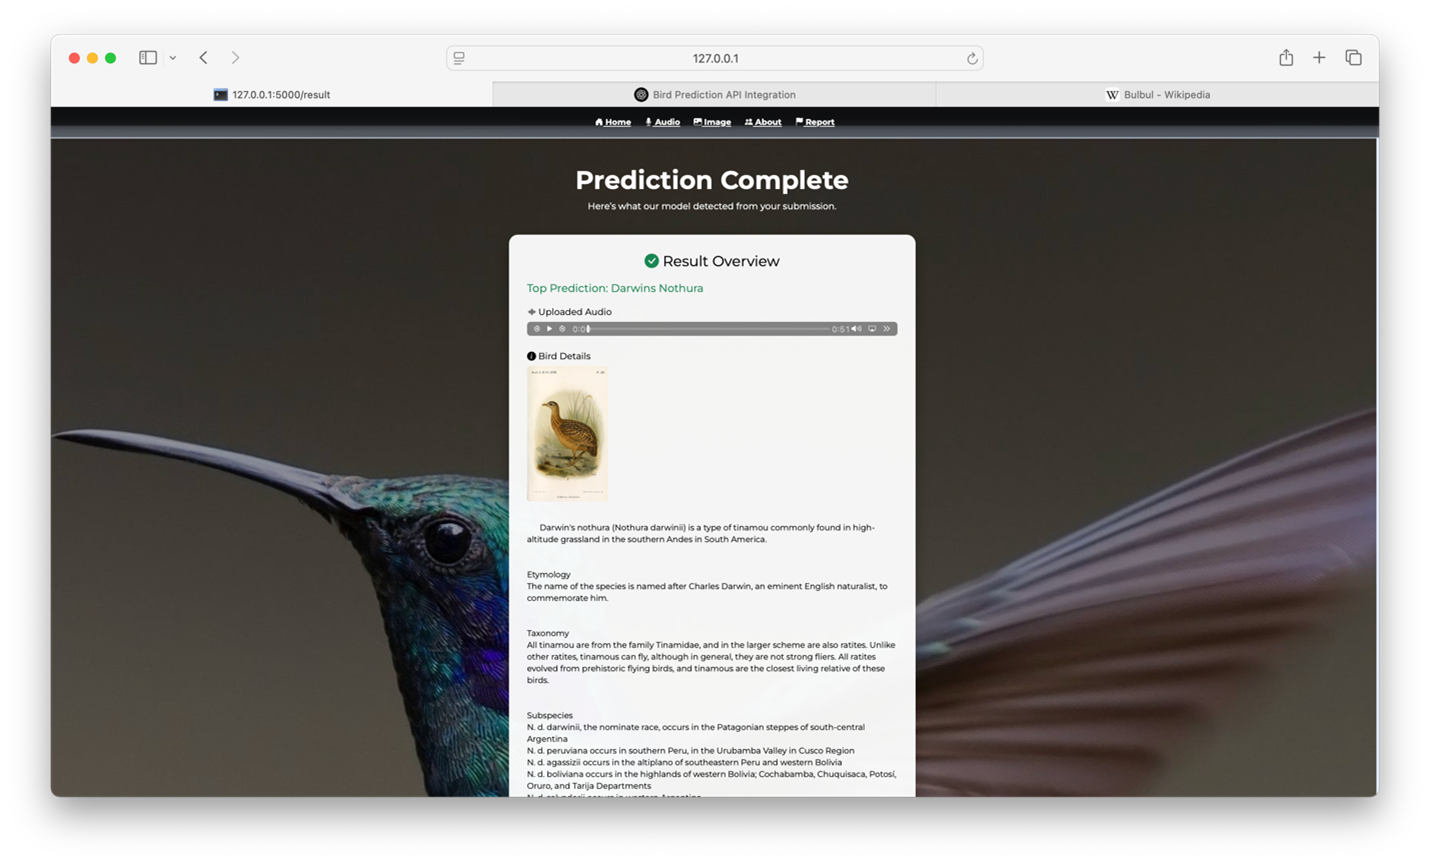 127.0.0.1
127.0.0.1:5000/result
Bird Prediction API Integration
W Bulbul - Wikipedia
Home Audio Image About Report
Prediction Complete
Here's what our model detected from your submission.
Result Overview
Top Prediction: Darwins Nothura
Uploaded Audio
0:0 0:51
Bird Details
Darwin's nothura (Nothura darwinii) is a type of tinamou commonly found in high-
altitude grassland in the southern Andes in South America.
Etymology
The name of the species is named after Charles Darwin, an eminent English naturalist, to
commemorate him.
Taxonomy
All tinamou are from the family Tinamidae, and in the larger scheme are also ratites. Unlike
other ratites, tinamous can fly, although in general, they are not strong fliers. All ratites
evolved from prehistoric flying birds, and tinamous are the closest living relative of these
birds.
Subspecies
N. d. darwinii, the nominate race, occurs in the Patagonian steppes of south-central
Argentina
N. d. peruviana occurs in southern Peru, in the Urubamba Valley in Cusco Region
N. d. agassizii occurs in the altiplano of southeastern Peru and western Bolivia
N. d. boliviana occurs in the highlands of western Bolivia; Cochabamba, Chuquisaca, Potosí,
Oruro, and Tarija Departments